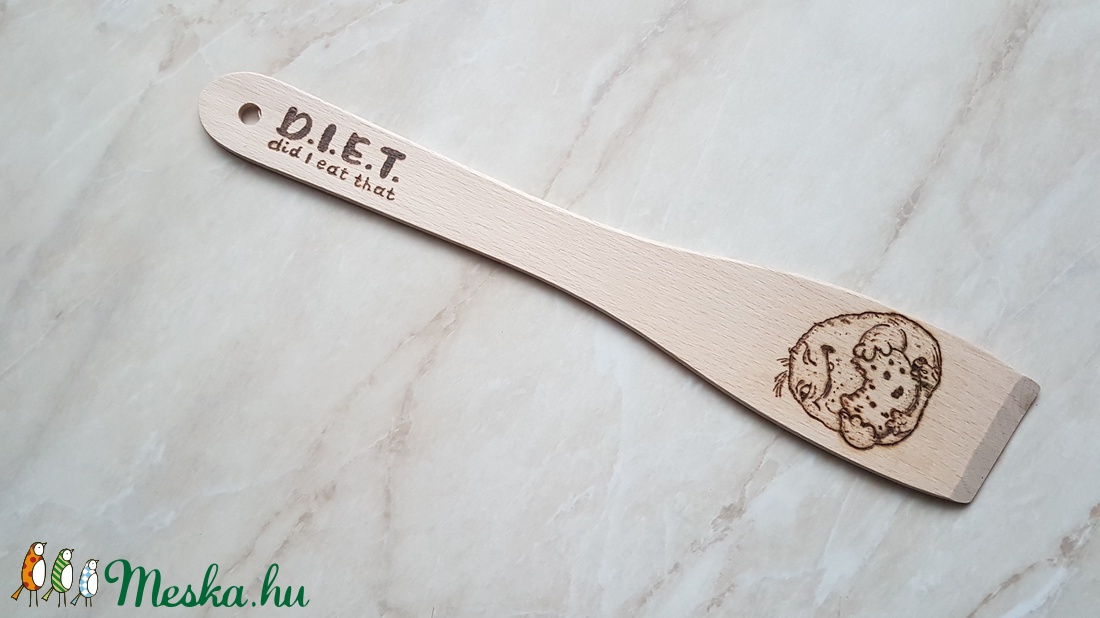 D.I.E.T.
did I eat that
Meska.hu